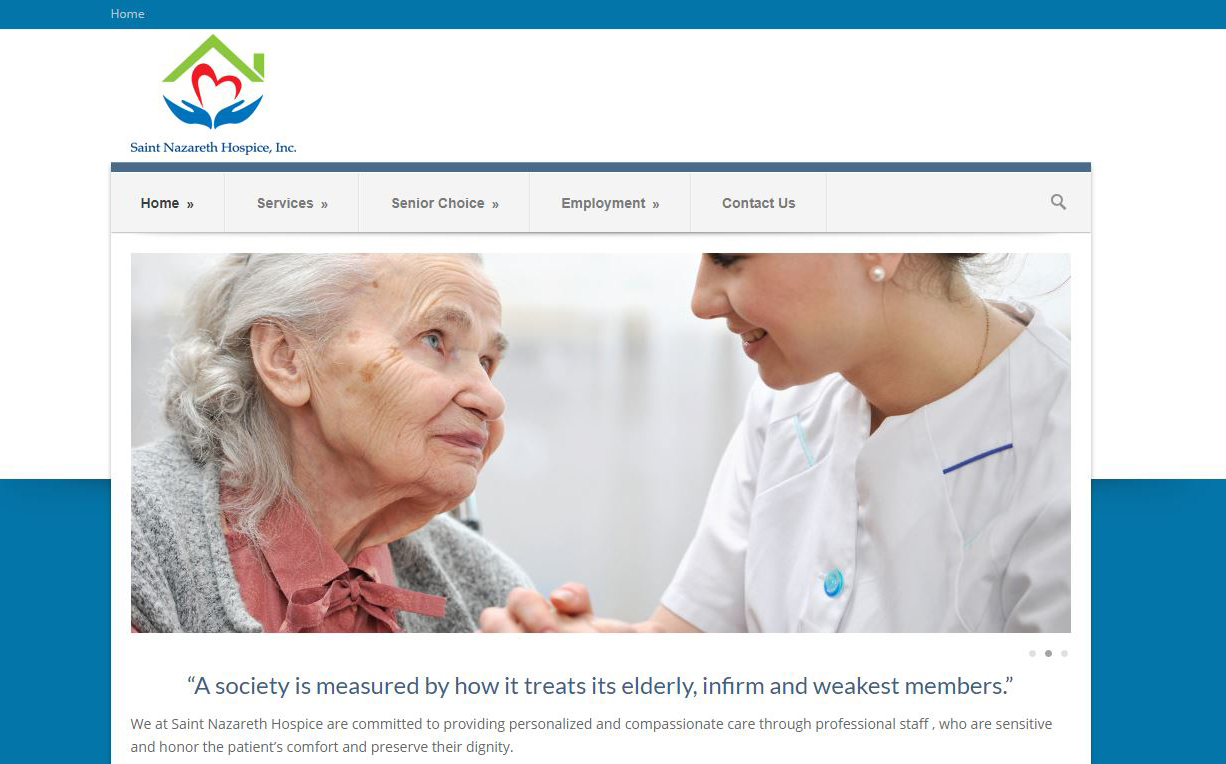 Home
Saint Nazareth Hospice, Inc.
Home » Services » Senior Choice » Employment » Contact Us
“A society is measured by how it treats its elderly, infirm and weakest members.”
We at Saint Nazareth Hospice are committed to providing personalized and compassionate care through professional staff , who are sensitive
and honor the patient’s comfort and preserve their dignity.